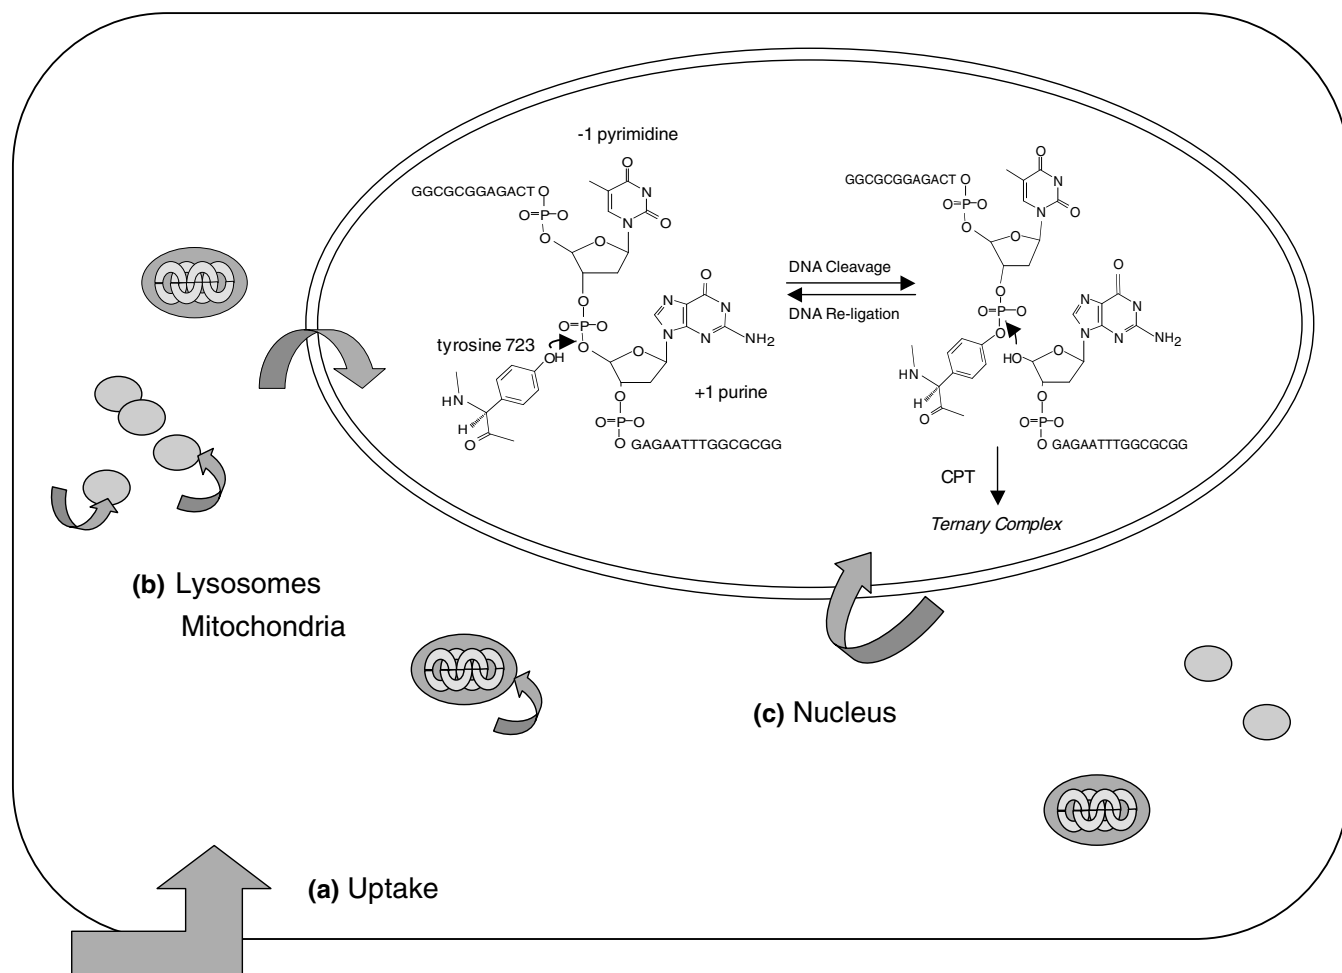 -1 pyrimidine
GGCGCGGAGACT O
O=P-O
O
O
O
N
N
O
O
O
O=P-O
O
tyrosine 723
OH
HN
H
O
O
N
N
N
N
NH2
O
+1 purine
O
O=P-O
O GAGAATTTGGCGCGG
DNA Cleavage
DNA Re-ligation
GGCGCGGAGACT O
O=P-O
O
O
O
N
N
O
O
O
O=P-O
O
HO
HN
H
O
O
N
N
N
N
NH2
O
O
O=P-O
O GAGAATTTGGCGCGG
CPT
Ternary Complex
(b) Lysosomes
Mitochondria
(c) Nucleus
(a) Uptake